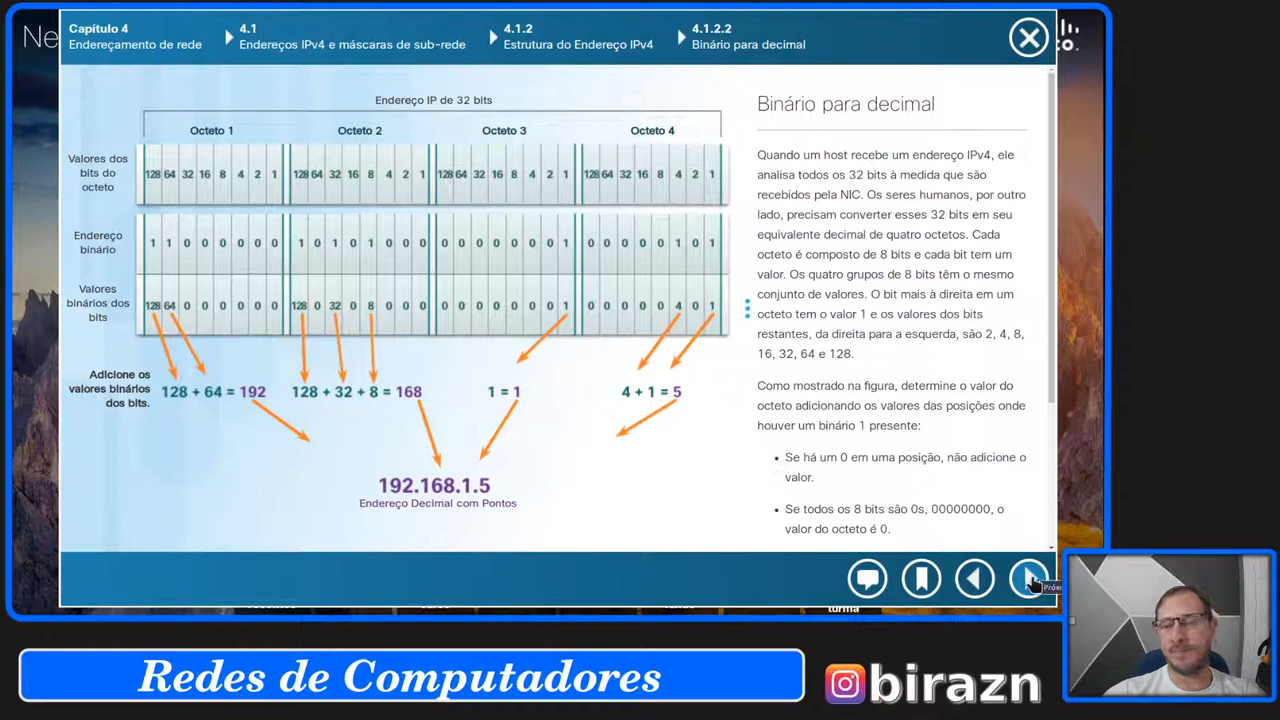 Ne
to.
Capítulo 4
Endereçamento de rede
4.1
Endereços IPv4 e máscaras de sub-rede
4.1.2
Estrutura do Endereço IPv4
4.1.2.2
Binário para decimal
Endereço IP de 32 bits
Octeto 1 Octeto 2 Octeto 3 Octeto 4
Valores dos bits do octeto
128 64 32 16 8 4 2 1 128 64 32 16 8 4 2 1 128 64 32 16 8 4 2 1 128 64 32 16 8 4 2 1
Endereço binário
1 1 0 0 0 0 0 0 1 0 1 0 1 0 0 0 0 0 0 0 0 0 0 1 0 0 0 0 0 1 0 1
Valores binários dos bits
128 64 0 0 0 0 0 0 128 0 32 0 8 0 0 0 0 0 0 0 0 0 0 1 0 0 0 0 0 4 0 1
Adicione os
valores binários
dos bits.
128 + 64 = 192 128 + 32 + 8 = 168 1 = 1 4 + 1 = 5
192.168.1.5
Endereço Decimal com Pontos
Binário para decimal
Quando um host recebe um endereço IPv4, ele
analisa todos os 32 bits à medida que são
recebidos pela NIC. Os seres humanos, por outro
lado, precisam converter esses 32 bits em seu
equivalente decimal de quatro octetos. Cada
octeto é composto de 8 bits e cada bit tem um
valor. Os quatro grupos de 8 bits têm o mesmo
conjunto de valores. O bit mais à direita em um
octeto tem o valor 1 e os valores dos bits
restantes, da direita para a esquerda, são 2, 4, 8,
16, 32, 64 e 128.
Como mostrado na figura, determine o valor do
octeto adicionando os valores das posições onde
houver um binário 1 presente:
• Se há um 0 em uma posição, não adicione o
valor.
• Se todos os 8 bits são 0s, 00000000, o
valor do octeto é 0.
turma
Redes de Computadores
birazn